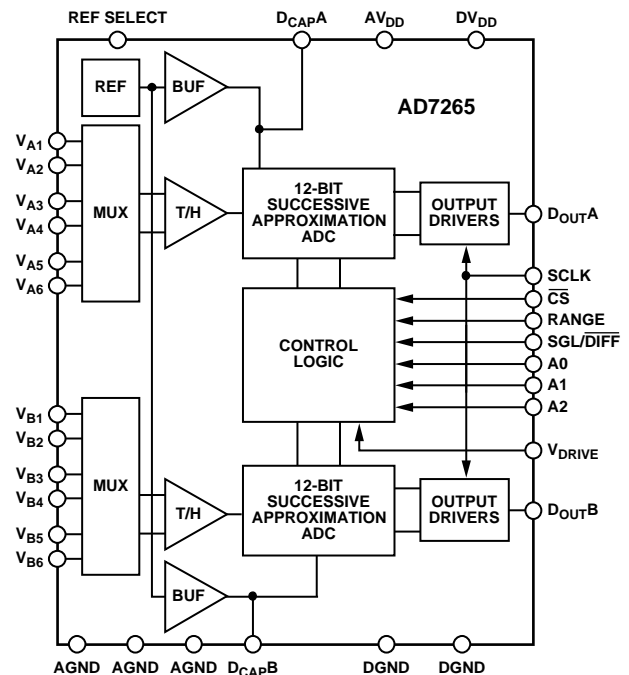 REF SELECT
DCAPA
AVDD
DVDD
REF
BUF
AD7265
VA1
VA2
VA3
VA4
VA5
VA6
MUX
T/H
12-BIT
SUCCESSIVE
APPROXIMATION
ADC
OUTPUT
DRIVERS
DOUTA
SCLK
CS
RANGE
SGL/DIFF
A0
A1
A2
VDRIVE
CONTROL
LOGIC
VB1
VB2
VB3
VB4
VB5
VB6
MUX
T/H
12-BIT
SUCCESSIVE
APPROXIMATION
ADC
OUTPUT
DRIVERS
DOUTB
BUF
AGND
AGND
AGND
DCAPB
DGND
DGND